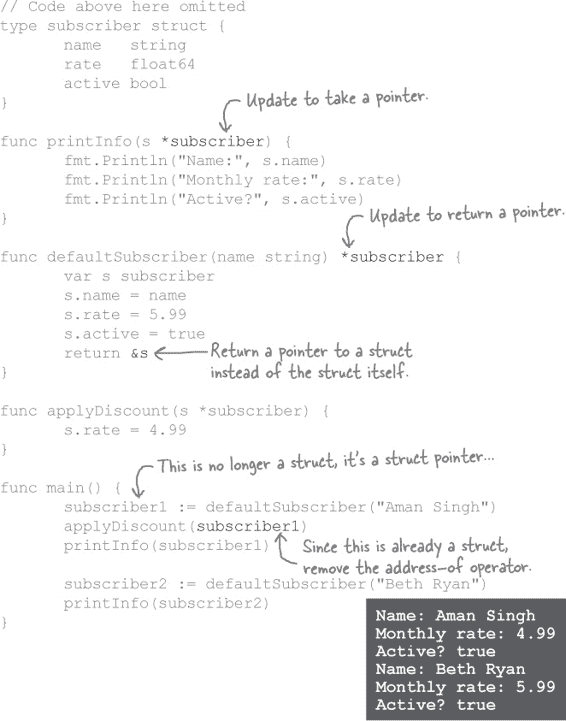 // Code above here omitted
type subscriber struct {
        name   string
        rate   float64
        active bool
}
Update to take a pointer.
func printInfo(s *subscriber) {
        fmt.Println("Name:", s.name)
        fmt.Println("Monthly rate:", s.rate)
        fmt.Println("Active?", s.active)
}
Update to return a pointer.
func defaultSubscriber(name string) *subscriber {
        var s subscriber
        s.name = name
        s.rate = 5.99
        s.active = true
        return &s
Return a pointer to a struct
instead of the struct itself.
}
func applyDiscount(s *subscriber) {
        s.rate = 4.99
}
This is no longer a struct, it's a struct pointer...
func main() {
        subscriber1 := defaultSubscriber("Aman Singh")
        applyDiscount(subscriber1)
        printInfo(subscriber1)
Since this is already a struct,
remove the address-of operator.
        subscriber2 := defaultSubscriber("Beth Ryan")
        printInfo(subscriber2)
}
Name: Aman Singh
Monthly rate: 4.99
Active? true
Name: Beth Ryan
Monthly rate: 5.99
Active? true